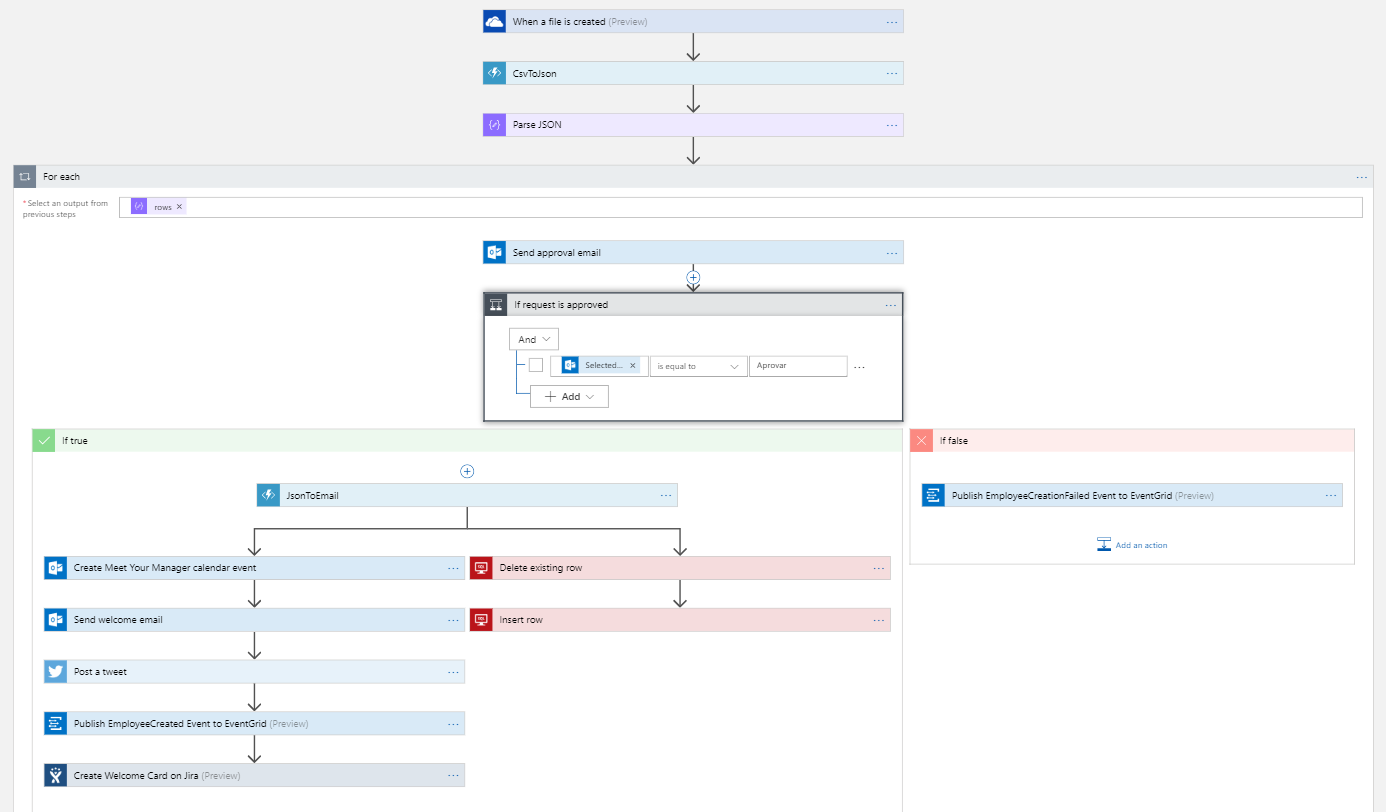 When a file is created (Preview)
CsvToJson
Parse JSON
For each
* Select an output from
previous steps
rows
Send approval email
If request is approved
And
Selected...
is equal to
Aprovar
Add
If true
If false
JsonToEmail
Publish EmployeeCreationFailed Event to EventGrid (Preview)
Add an action
Create Meet Your Manager calendar event
Delete existing row
Send welcome email
Insert row
Post a tweet
Publish EmployeeCreated Event to EventGrid (Preview)
Create Welcome Card on Jira (Preview)